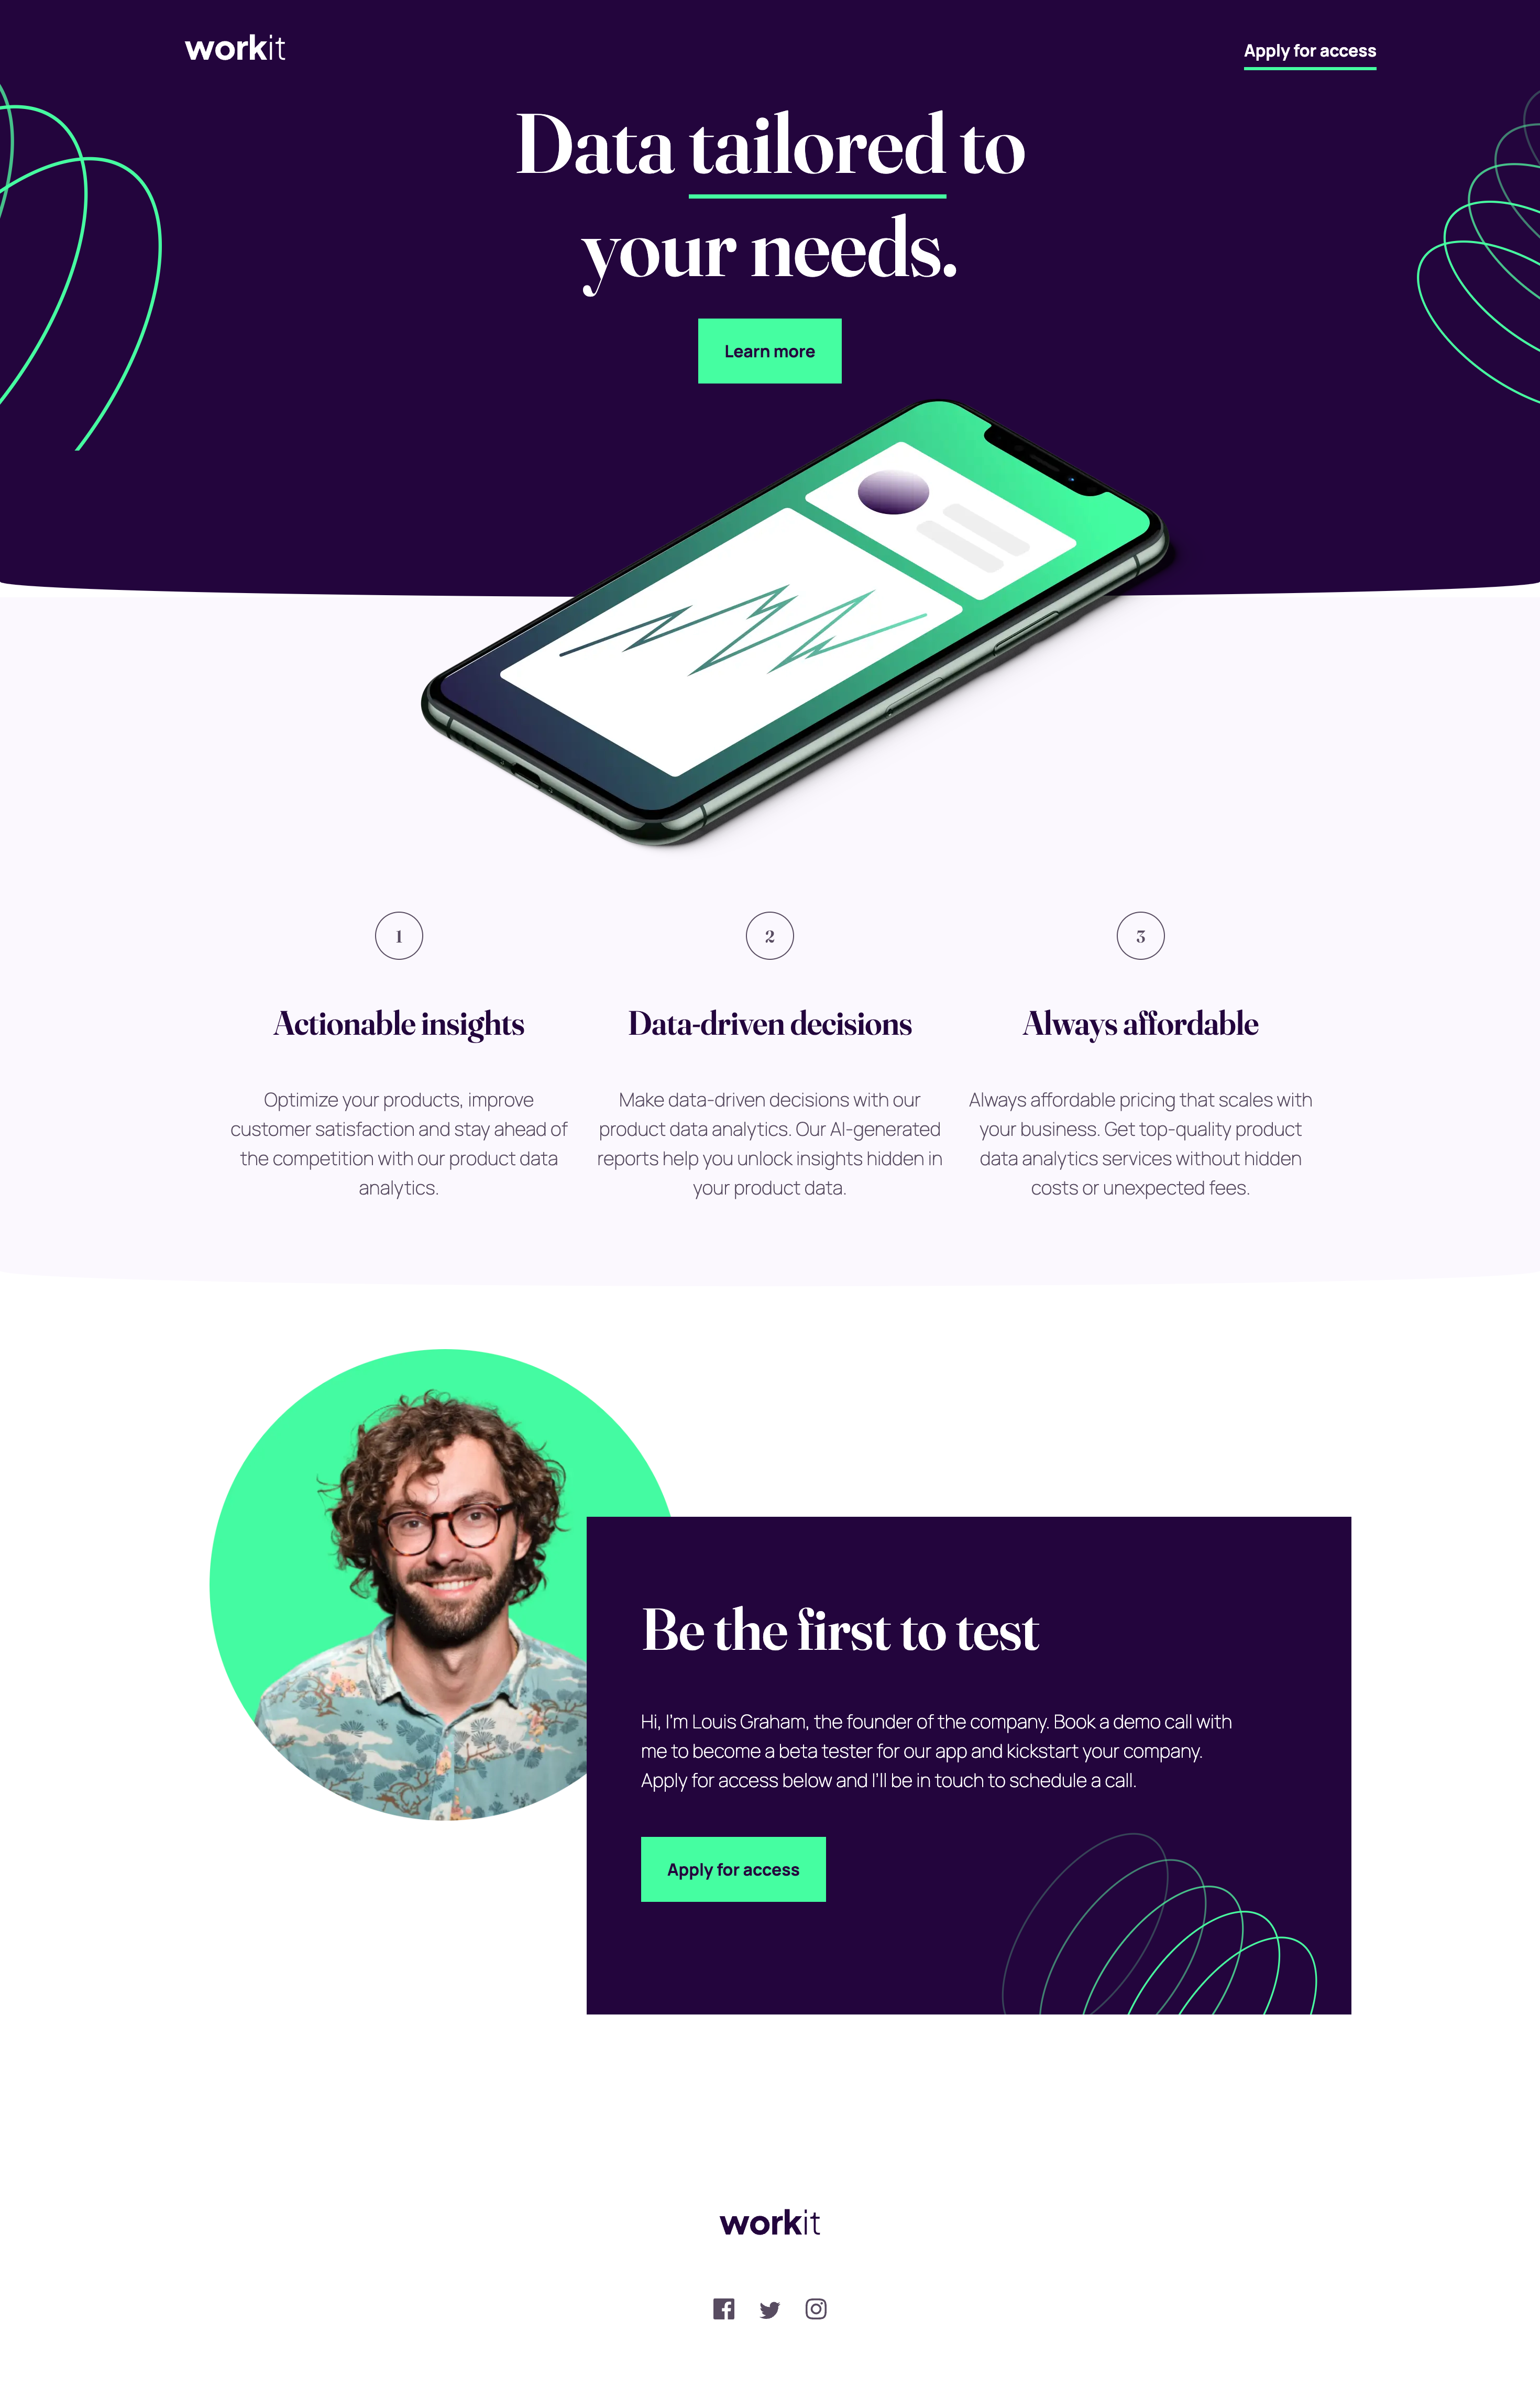 workit
Apply for access
Data tailored to
your needs.
Learn more
1
Actionable insights
Optimize your products, improve
customer satisfaction and stay ahead of
the competition with our product data
analytics.
2
Data-driven decisions
Make data-driven decisions with our
product data analytics. Our AI-generated
reports help you unlock insights hidden in
your product data.
3
Always affordable
Always affordable pricing that scales with
your business. Get top-quality product
data analytics services without hidden
costs or unexpected fees.
Be the first to test
Hi, I'm Louis Graham, the founder of the company. Book a demo call with
me to become a beta tester for our app and kickstart your company.
Apply for access below and I'll be in touch to schedule a call.
Apply for access
workit